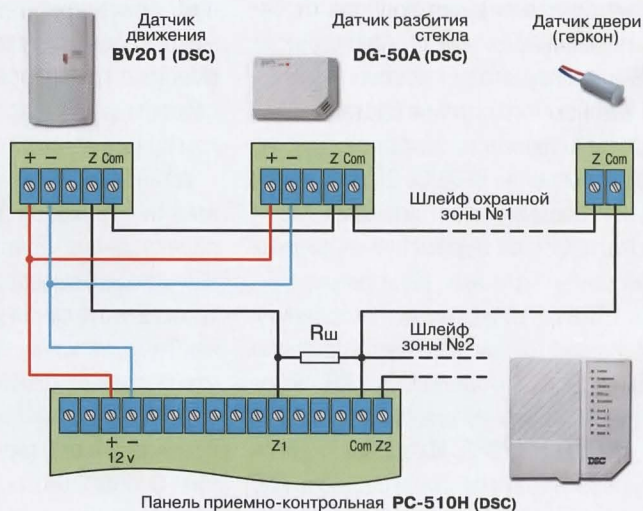 Датчик
движения
BV201 (DSC)
Датчик разбития
стекла
DG-50A (DSC)
Датчик двери
(геркон)
+ − Z Com
+ − Z Com
Z Com
Шлейф охранной
зоны №1
Rш
Шлейф
зоны №2
+ −
12 v
Z1
Com Z2
DSC
Панель приемно-контрольная PC-510H (DSC)